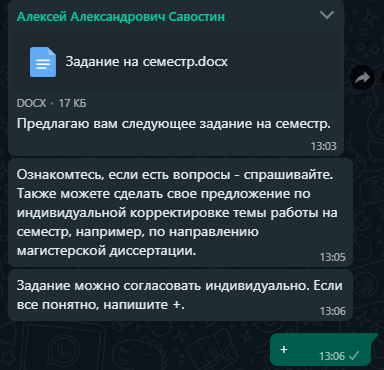 Алексей Александрович Савостин
Задание на семестр.docx
DOCX • 17 КБ
Предлагаю вам следующее задание на семестр.
13:03
Ознакомтесь, если есть вопросы - спрашивайте.
Также можете сделать свое предложение по
индивидуальной корректировке темы работы на
семестр, например, по направлению
магистерской диссертации.
13:05
Задание можно согласовать индивидуально. Если
все понятно, напишите +.
13:06
+
13:06